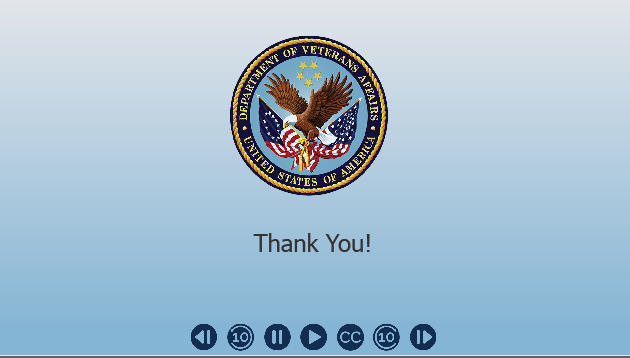 DEPARTMENT OF VETERANS AFFAIRS
UNITED STATES OF AMERICA
Thank You!
10 CC 10